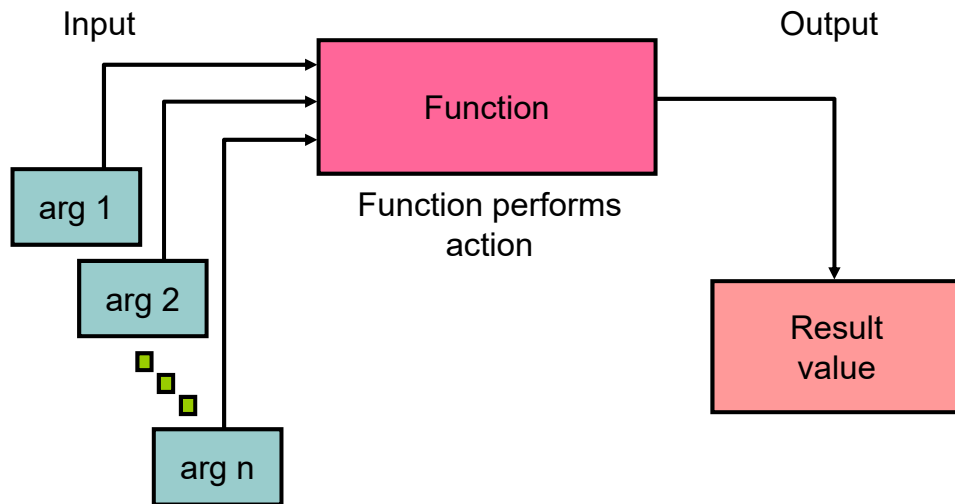 Input
Output
Function
Function performs
action
arg 1
arg 2
arg n
Result
value